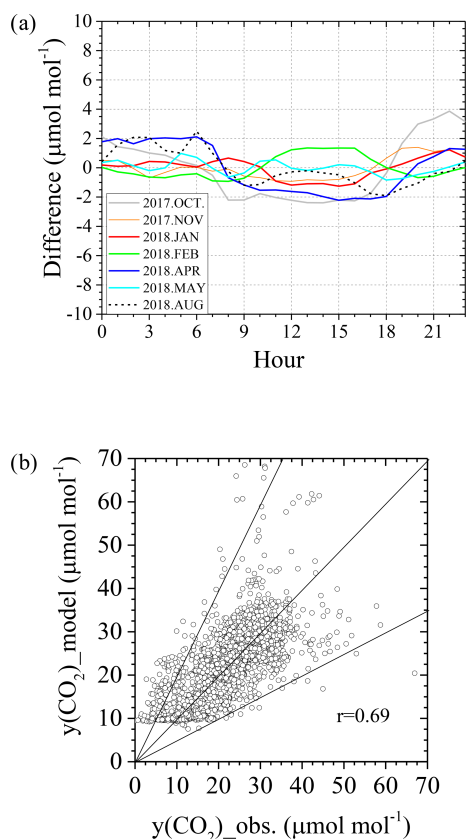 (a)
Difference (μmol mol⁻¹)
10
8
6
4
2
0
-2
-4
-6
-8
-10
2017.OCT.
2017.NOV
2018.JAN
2018.FEB
2018.APR
2018.MAY
2018.AUG
0 3 6 9 12 15 18 21
Hour
(b)
y(CO₂)_model (μmol mol⁻¹)
70
60
50
40
30
20
10
0
r=0.69
0 10 20 30 40 50 60 70
y(CO₂)_obs. (μmol mol⁻¹)